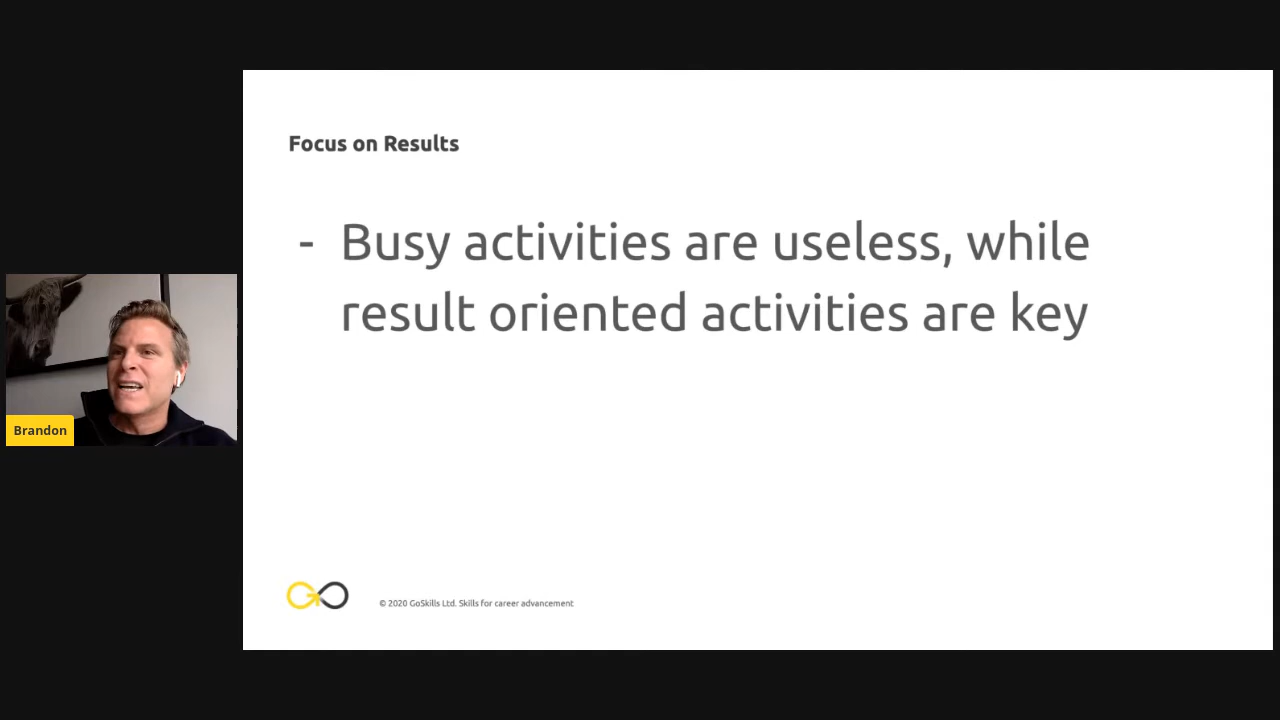 Focus on Results
- Busy activities are useless, while
result oriented activities are key
Brandon
© 2020 GoSkills Ltd. Skills for career advancement